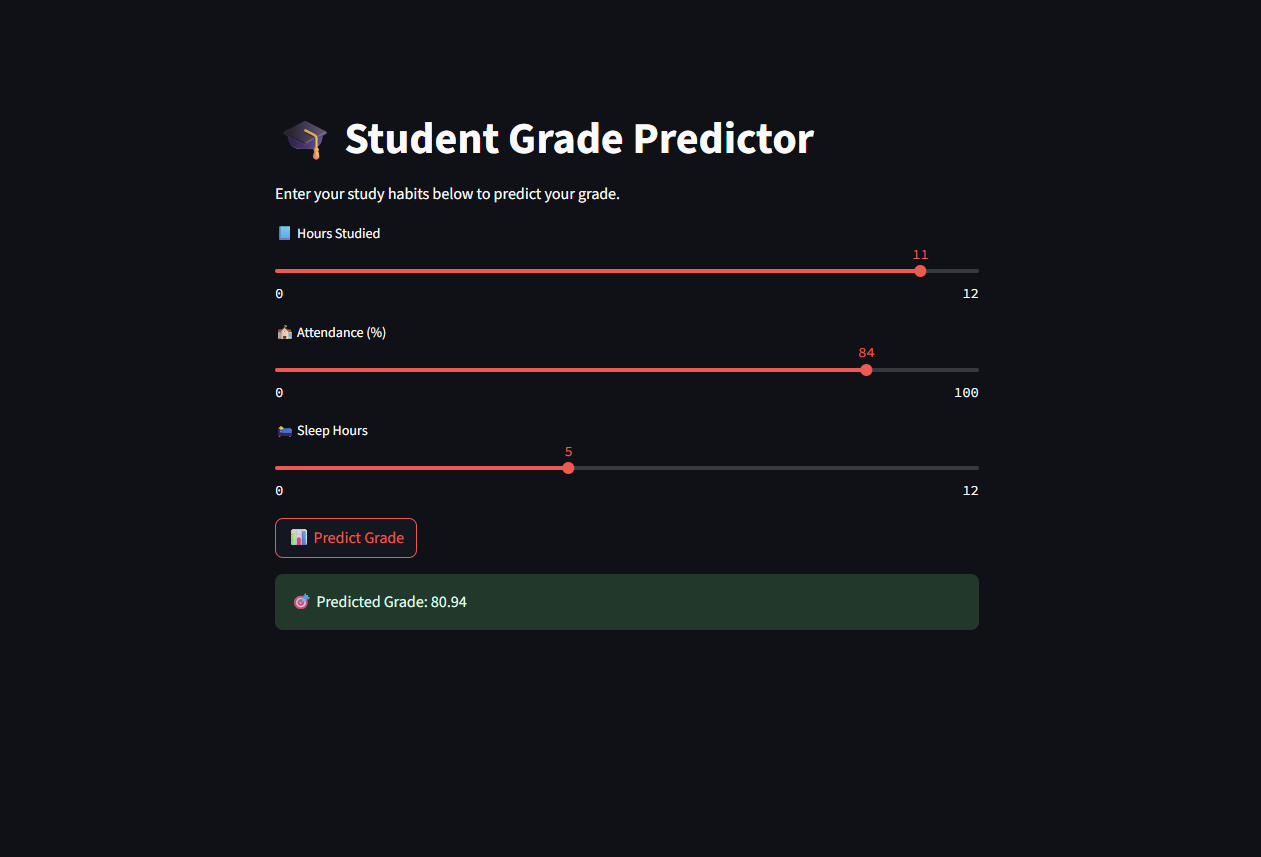 Student Grade Predictor
Enter your study habits below to predict your grade.
Hours Studied
11
0 12
Attendance (%)
84
0 100
Sleep Hours
5
0 12
Predict Grade
Predicted Grade: 80.94